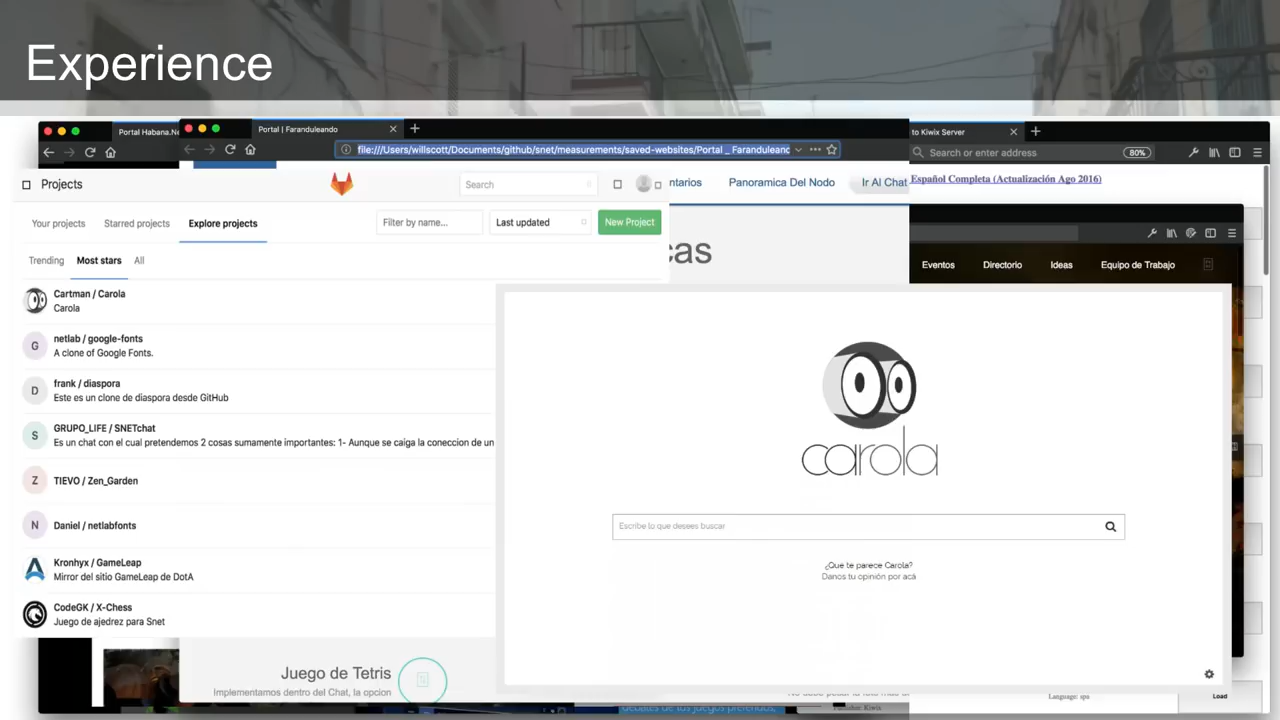 Experience
Portal Habana.Ne
Portal | Faranduleando
to Kiwix Server
file:///Users/willscott/Documents/github/snet/measurements/saved-websites/Portal _ Faranduleand
Search or enter address
80%
Projects
Search
ntarios
Panoramica Del Nodo
Ir Al Chat
Español Completa (Actualización Ago 2016)
Your projects
Starred projects
Explore projects
Filter by name...
Last updated
New Project
cas
Eventos
Directorio
Ideas
Equipo de Trabajo
Trending
Most stars
All
Cartman / Carola
Carola
netlab / google-fonts
A clone of Google Fonts.
frank / diaspora
Este es un clone de diaspora desde GitHub
GRUPO_LIFE / SNETchat
Es un chat con el cual pretendemos 2 cosas sumamente importantes: 1- Aunque se caiga la coneccion de un
TIEVO / Zen_Garden
Daniel / netlabfonts
Kronhyx / GameLeap
Mirror del sitio GameLeap de DotA
CodeGK / X-Chess
Juego de ajedrez para Snet
G
D
S
Z
N
carola
Escribe lo que desees buscar
¿Que te parece Carola?
Danos tu opinión por acá
Juego de Tetris
Implementamos dentro del Chat, la opcion
Language: spa
Load